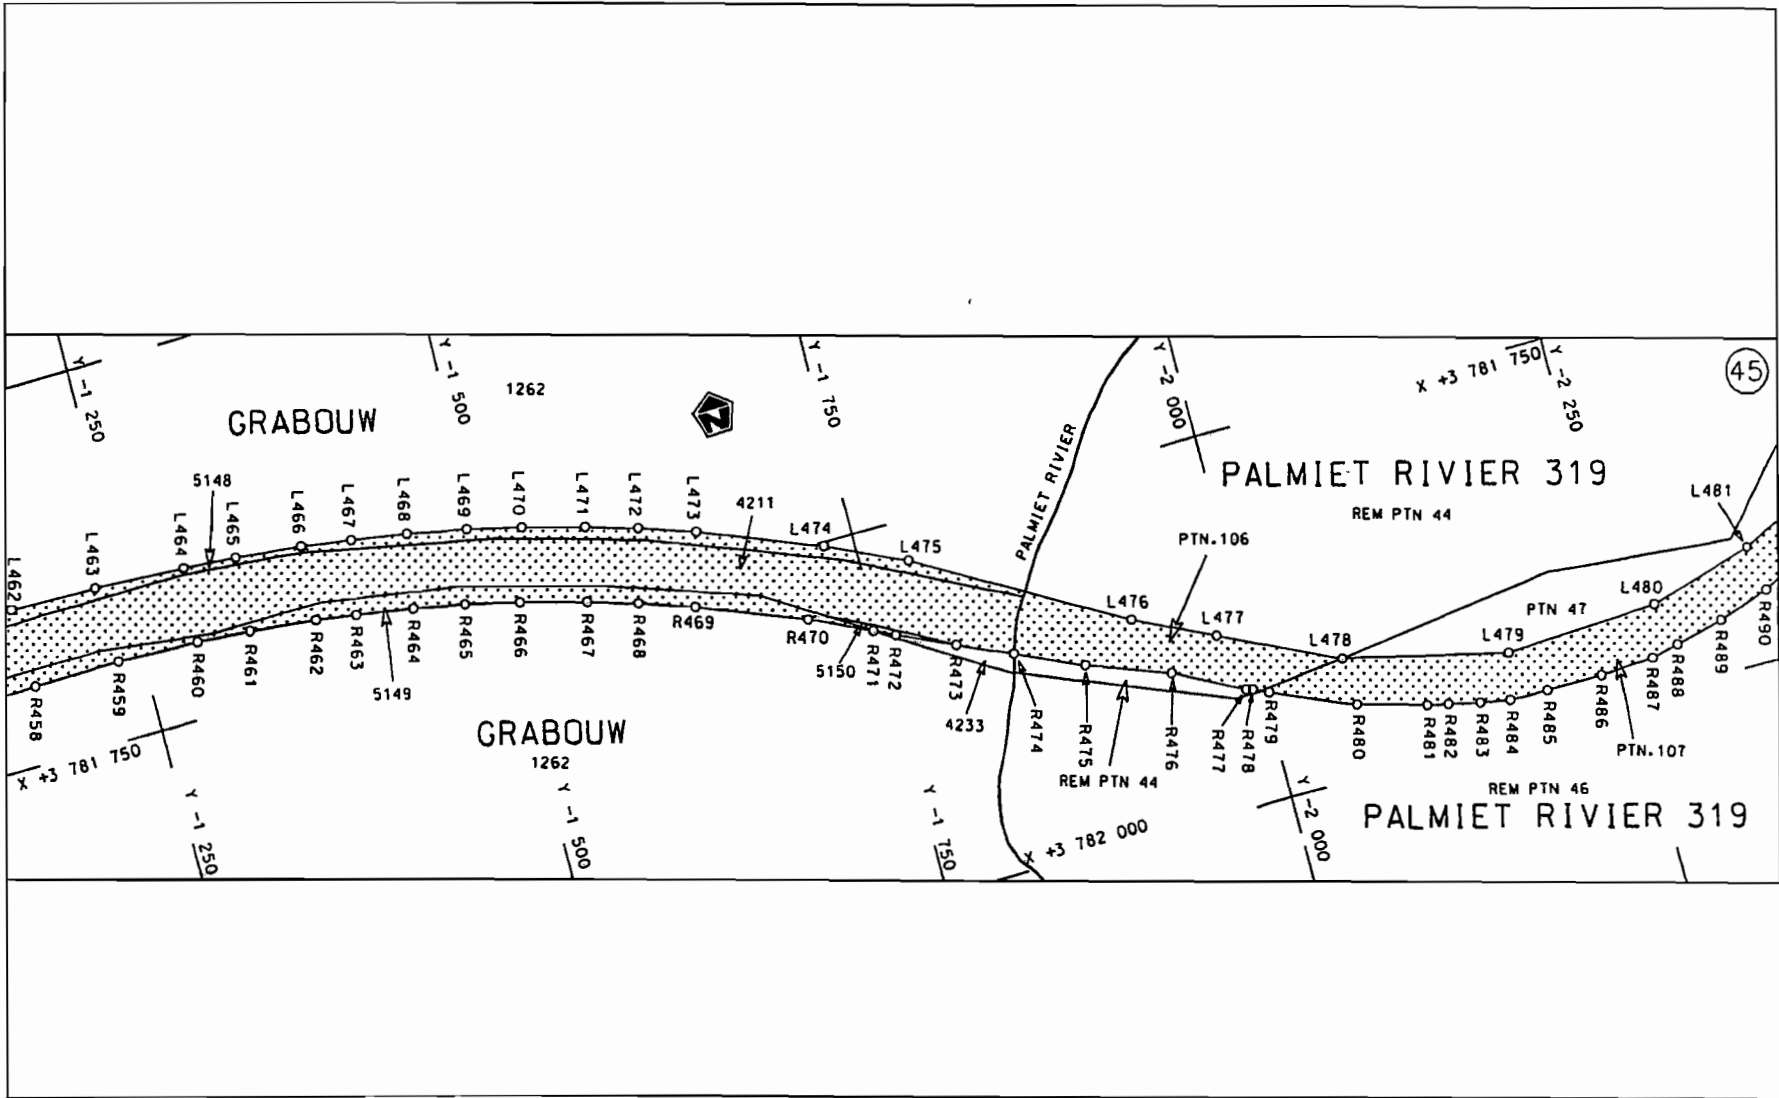 Y -1 250
Y -1 500
1262
Y -1 750
Y -2 000
X +3 781 750
Y -2 250
45
GRABOUW
N
PALMIET RIVIER
PALMIET RIVIER 319
REM PTN 44
5148
4211
PTN.106
L462
L463
L464
L465
L466
L467
L468
L469
L470
L471
L472
L473
L474
L475
L476
L477
L478
L479
L480
L481
PTN 47
R458
R459
R460
R461
R462
R463
R464
R465
R466
R467
R468
R469
R470
R471
R472
R473
R474
R475
R476
R477
R478
R479
R480
R481
R482
R483
R484
R485
R486
R487
R488
R489
R490
5149
5150
4233
REM PTN 44
PTN.107
GRABOUW
1262
REM PTN 46
PALMIET RIVIER 319
X +3 781 750
Y -1 250
Y -1 500
Y -1 750
X +3 782 000
Y -2 000